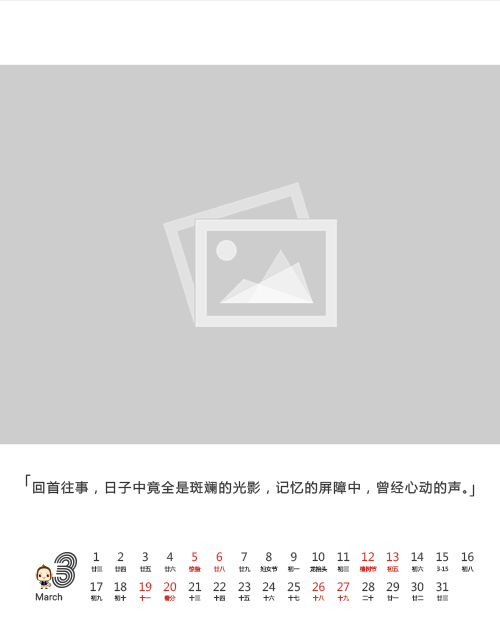 「回首往事，日子中竟全是斑斓的光影，记忆的屏障中，曾经心动的声。」
3
1 2 3 4 5 6 7 8 9 10 11 12 13 14 15 16
廿三 廿四 廿五 廿六 惊蛰 廿八 廿九 妇女节 初一 龙抬头 初三 植树节 初五 初六 3·15 初八
March
17 18 19 20 21 22 23 24 25 26 27 28 29 30 31
初九 初十 十一 春分 十三 十四 十五 十六 十七 十八 十九 二十 廿一 廿二 廿三